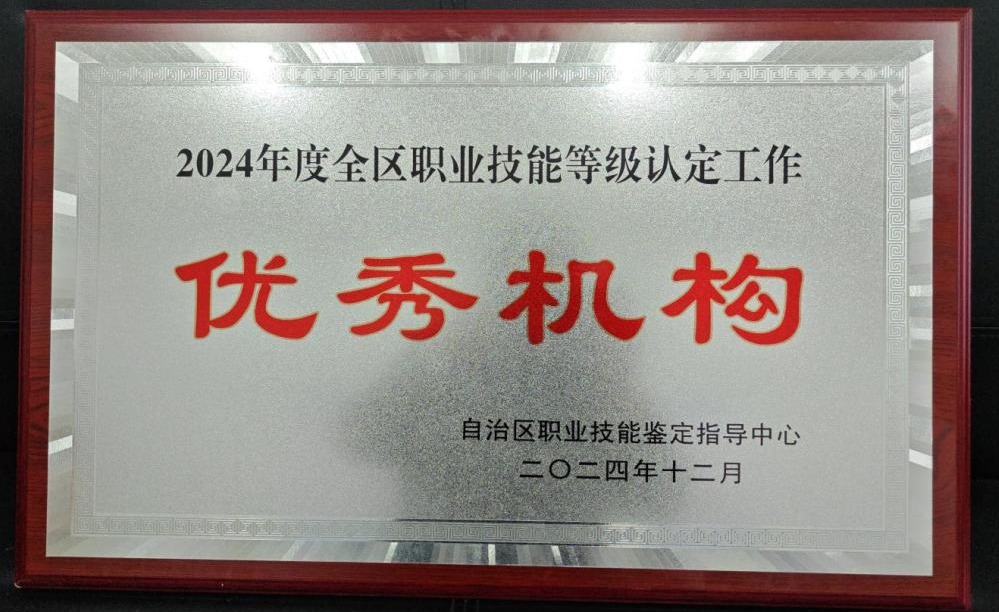 2024年度全区职业技能等级认定工作
优秀机构
自治区职业技能鉴定指导中心
二〇二四年十二月